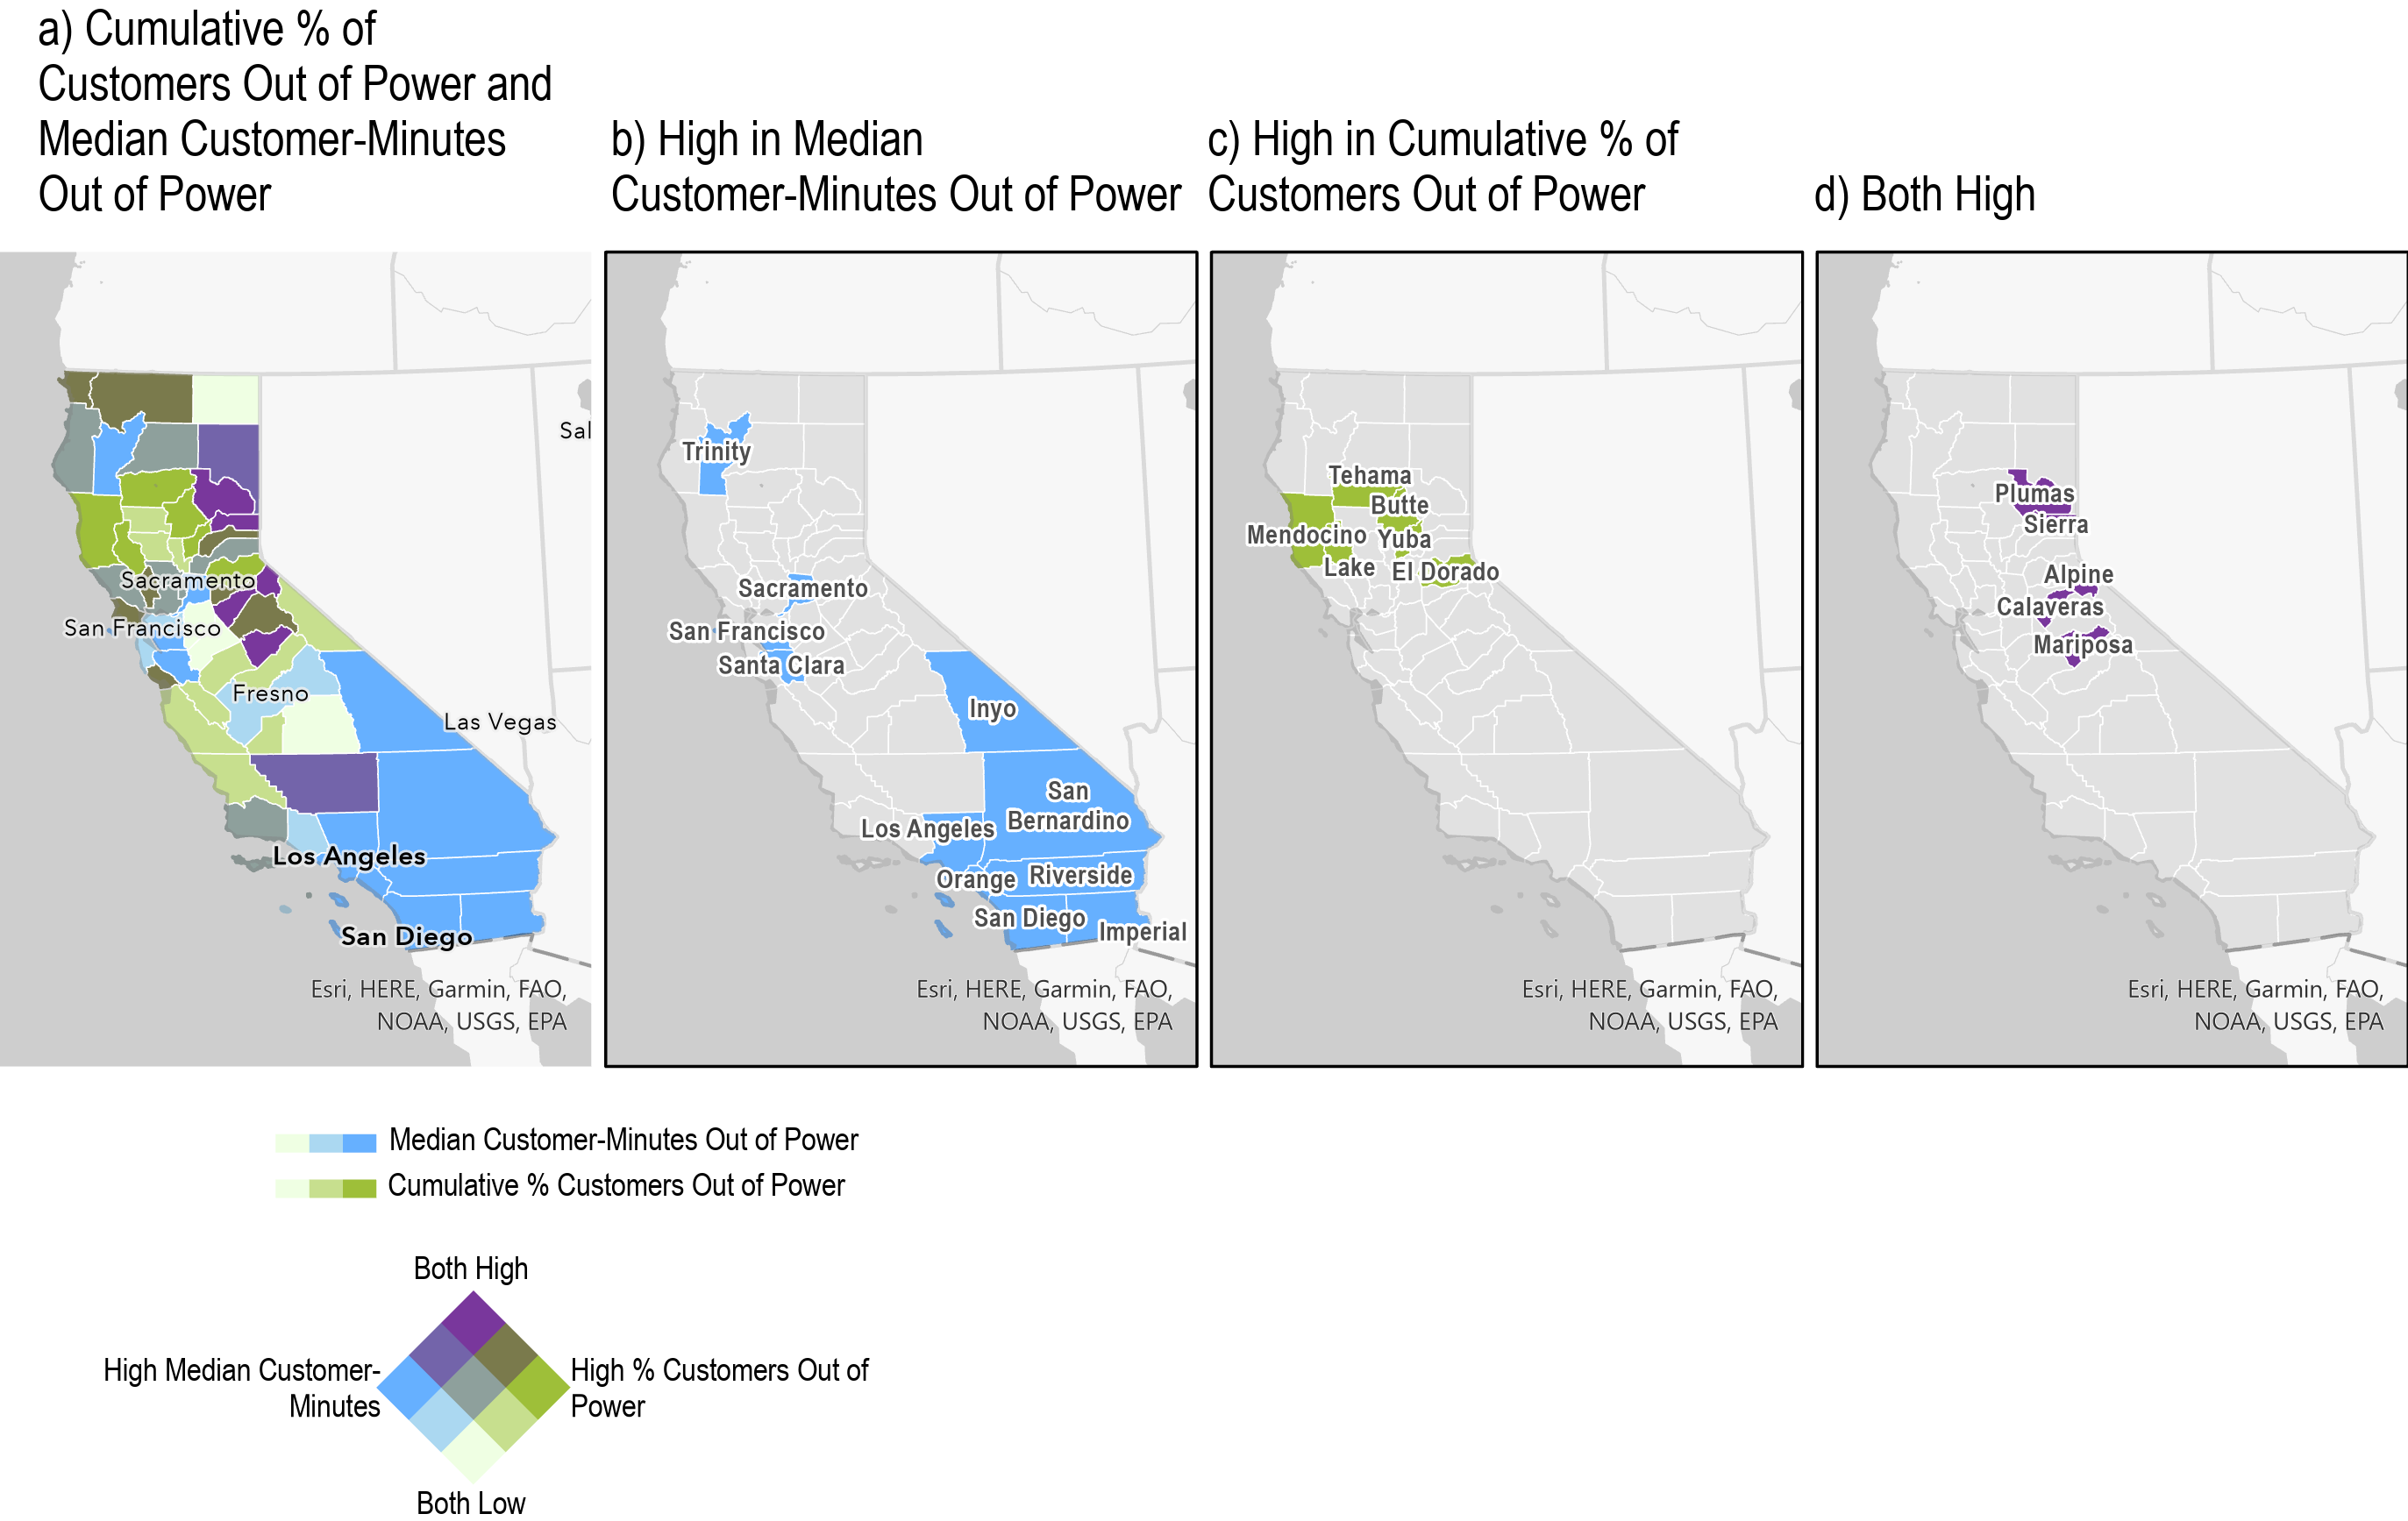 a) Cumulative % of
Customers Out of Power and
Median Customer-Minutes
Out of Power
b) High in Median
Customer-Minutes Out of Power
c) High in Cumulative % of
Customers Out of Power
d) Both High
Sal
Sacramento
San Francisco
Fresno
Las Vegas
Los Angeles
San Diego
Esri, HERE, Garmin, FAO,
NOAA, USGS, EPA
Trinity
Sacramento
San Francisco
Santa Clara
Inyo
San
Bernardino
Los Angeles
Orange
Riverside
San Diego
Imperial
Esri, HERE, Garmin, FAO,
NOAA, USGS, EPA
Tehama
Butte
Mendocino
Yuba
Lake
El Dorado
Esri, HERE, Garmin, FAO,
NOAA, USGS, EPA
Plumas
Sierra
Alpine
Calaveras
Mariposa
Esri, HERE, Garmin, FAO,
NOAA, USGS, EPA
Median Customer-Minutes Out of Power
Cumulative % Customers Out of Power
Both High
High Median Customer-
Minutes
High % Customers Out of
Power
Both Low